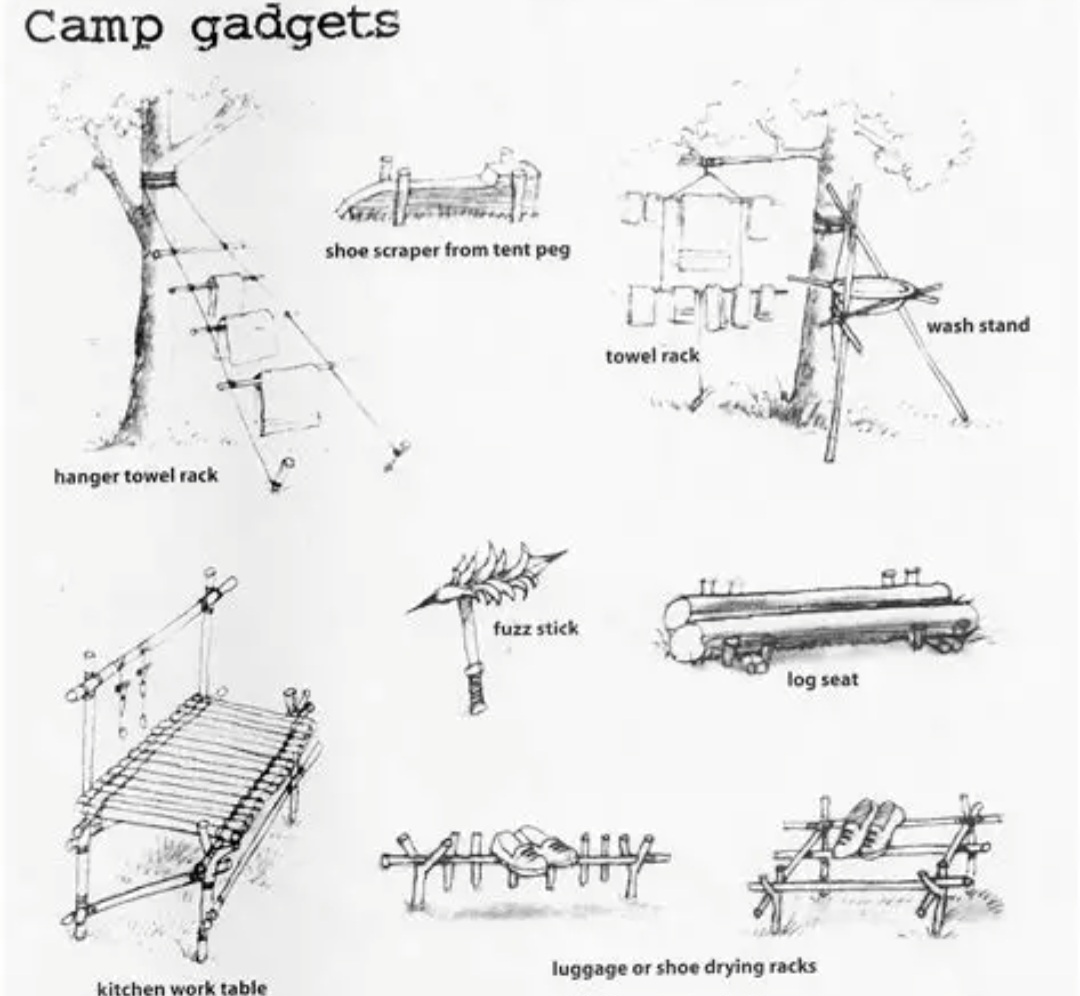 Camp gadgets
shoe scraper from tent peg
wash stand
towel rack
hanger towel rack
fuzz stick
log seat
luggage or shoe drying racks
kitchen work table